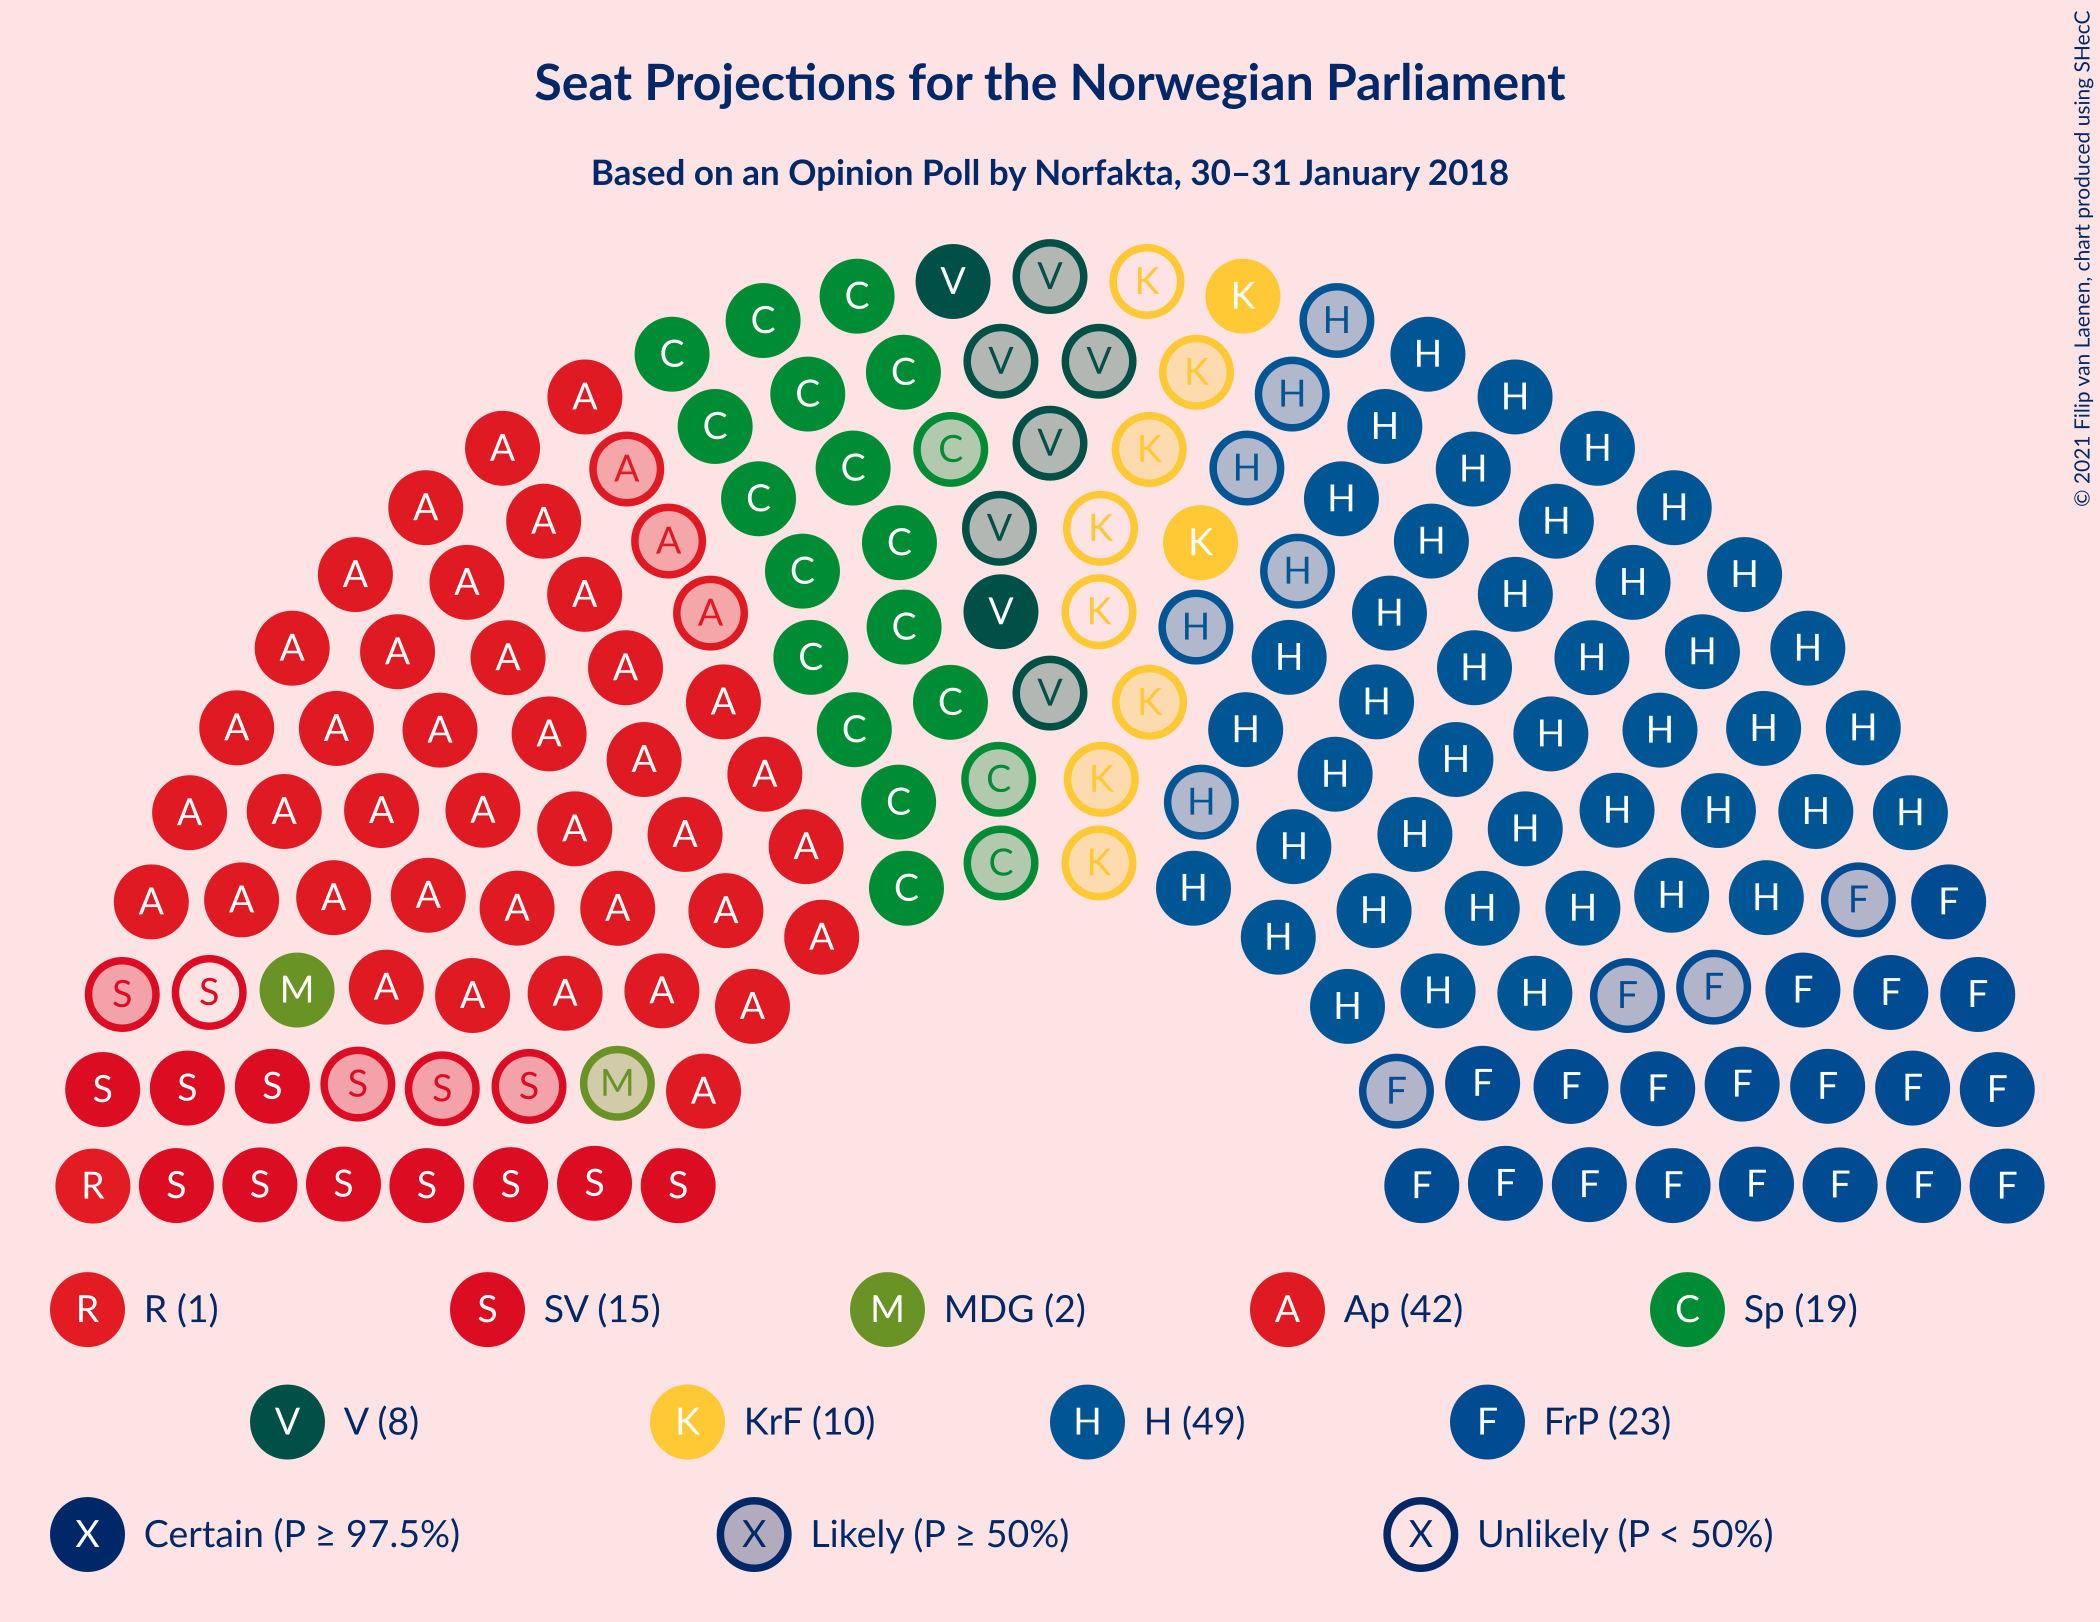 Seat Projections for the Norwegian Parliament
Based on an Opinion Poll by Norfakta, 30–31 January 2018
© 2021 Filip van Laenen, chart produced using SHecC
V V K K H
C C C H H
A C C V V K H H H
A A C C C V K H H H H
A A A C C V K K H H H H H
A A A A C C V K H H H H H H
A A A A A C C V K H H H H H H H
A A A A A A C C K H H H H H H H
A A A A A A A C K H H H H H H H
A A A A A A A A C C H H H H H H H F F
S S M A A A A A H H H F F F F F
S S S S S S M A F F F F F F F F
R S S S S S S S F F F F F F F F
R R (1) S SV (15) M MDG (2) A Ap (42) C Sp (19)
V V (8) K KrF (10) H H (49) F FrP (23)
X Certain (P ≥ 97.5%) X Likely (P ≥ 50%) X Unlikely (P < 50%)